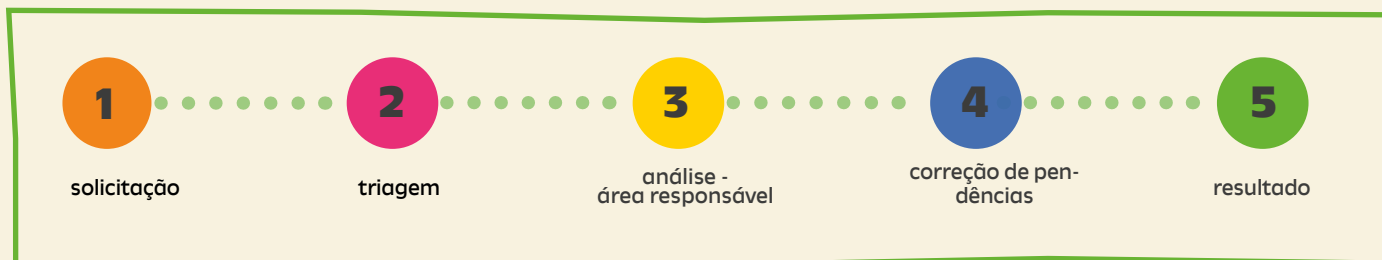 1
2
3
4
5
solicitação
triagem
análise -
área responsável
correção de pen-
dências
resultado